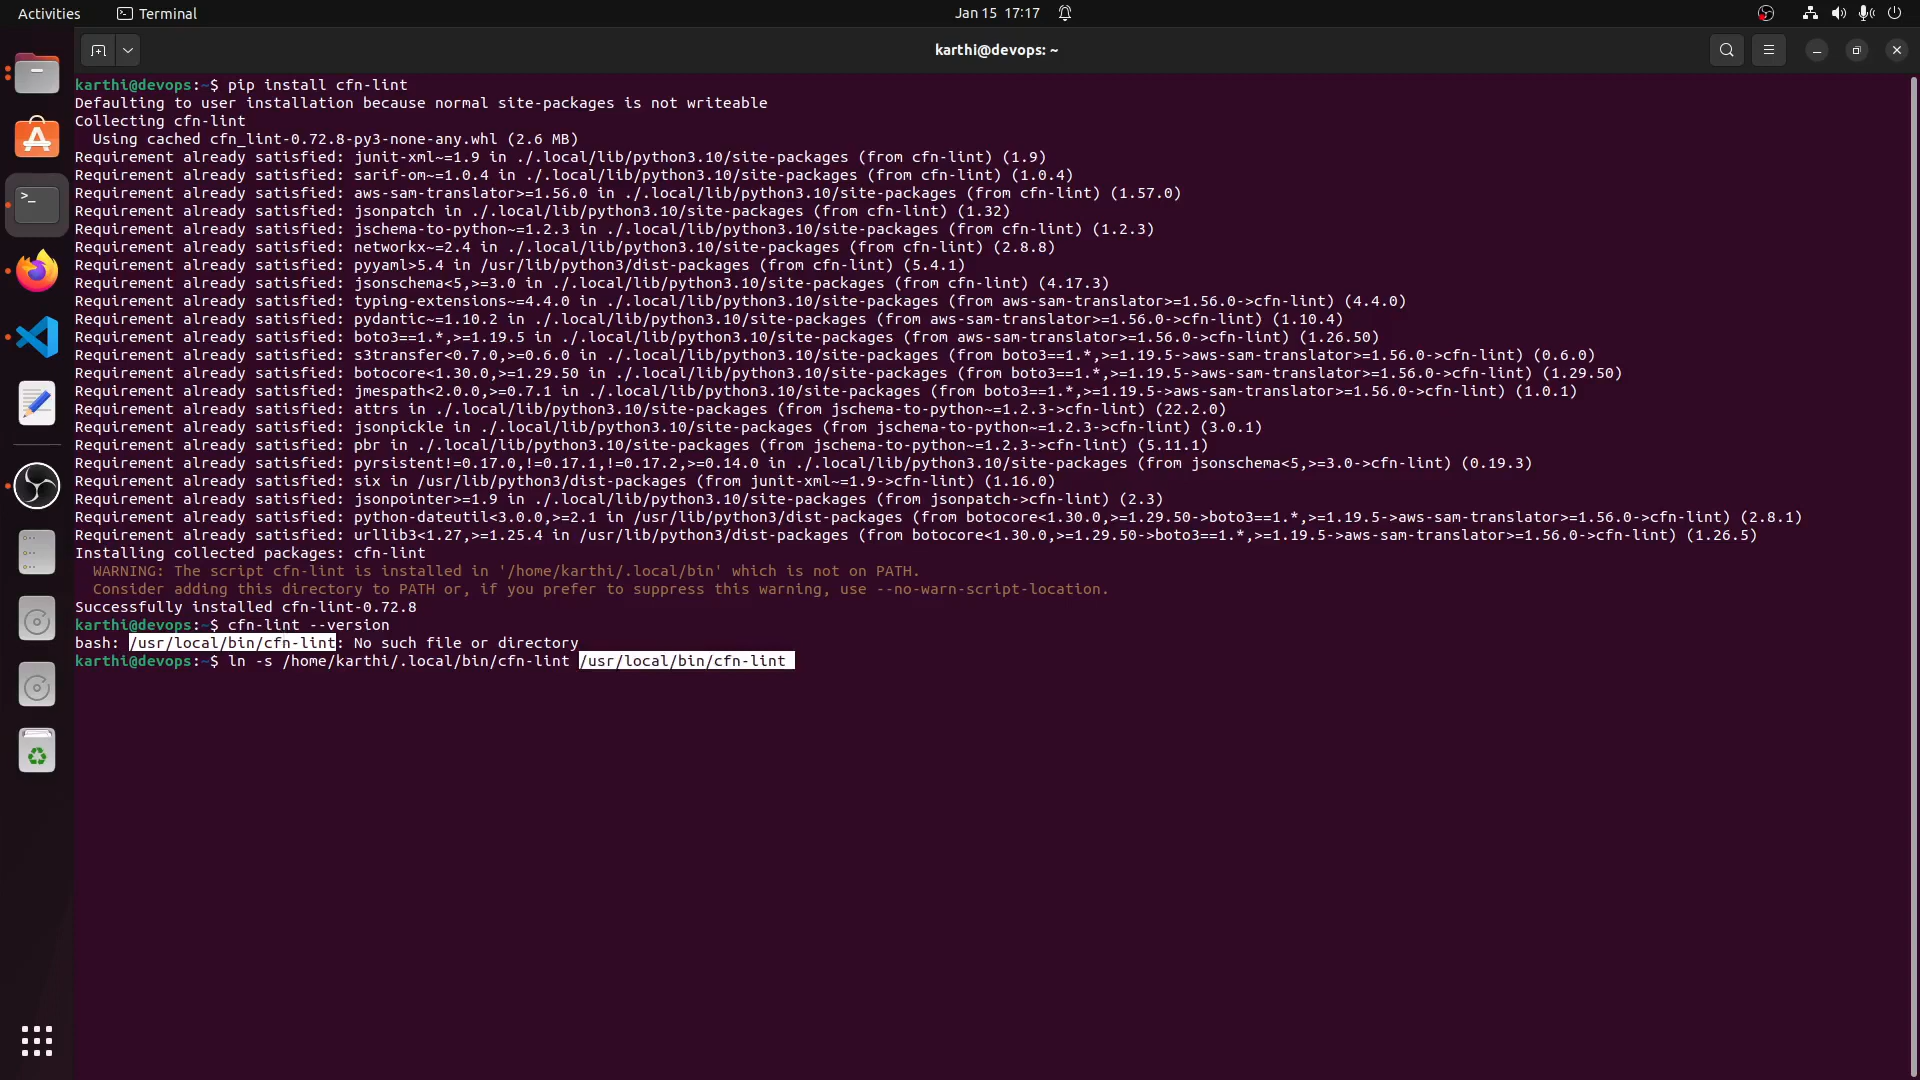 Activities
Terminal
Jan 15 17:17
karthi@devops: ~
karthi@devops:~$ pip install cfn-lint
Defaulting to user installation because normal site-packages is not writeable
Collecting cfn-lint
  Using cached cfn_lint-0.72.8-py3-none-any.whl (2.6 MB)
Requirement already satisfied: junit-xml~=1.9 in ./.local/lib/python3.10/site-packages (from cfn-lint) (1.9)
Requirement already satisfied: sarif-om~=1.0.4 in ./.local/lib/python3.10/site-packages (from cfn-lint) (1.0.4)
Requirement already satisfied: aws-sam-translator>=1.56.0 in ./.local/lib/python3.10/site-packages (from cfn-lint) (1.57.0)
Requirement already satisfied: jsonpatch in ./.local/lib/python3.10/site-packages (from cfn-lint) (1.32)
Requirement already satisfied: jschema-to-python~=1.2.3 in ./.local/lib/python3.10/site-packages (from cfn-lint) (1.2.3)
Requirement already satisfied: networkx~=2.4 in ./.local/lib/python3.10/site-packages (from cfn-lint) (2.8.8)
Requirement already satisfied: pyyaml>5.4 in /usr/lib/python3/dist-packages (from cfn-lint) (5.4.1)
Requirement already satisfied: jsonschema<5,>=3.0 in ./.local/lib/python3.10/site-packages (from cfn-lint) (4.17.3)
Requirement already satisfied: typing-extensions~=4.4.0 in ./.local/lib/python3.10/site-packages (from aws-sam-translator>=1.56.0->cfn-lint) (4.4.0)
Requirement already satisfied: pydantic~=1.10.2 in ./.local/lib/python3.10/site-packages (from aws-sam-translator>=1.56.0->cfn-lint) (1.10.4)
Requirement already satisfied: boto3==1.*,>=1.19.5 in ./.local/lib/python3.10/site-packages (from aws-sam-translator>=1.56.0->cfn-lint) (1.26.50)
Requirement already satisfied: s3transfer<0.7.0,>=0.6.0 in ./.local/lib/python3.10/site-packages (from boto3==1.*,>=1.19.5->aws-sam-translator>=1.56.0->cfn-lint) (0.6.0)
Requirement already satisfied: botocore<1.30.0,>=1.29.50 in ./.local/lib/python3.10/site-packages (from boto3==1.*,>=1.19.5->aws-sam-translator>=1.56.0->cfn-lint) (1.29.50)
Requirement already satisfied: jmespath<2.0.0,>=0.7.1 in ./.local/lib/python3.10/site-packages (from boto3==1.*,>=1.19.5->aws-sam-translator>=1.56.0->cfn-lint) (1.0.1)
Requirement already satisfied: attrs in ./.local/lib/python3.10/site-packages (from jschema-to-python~=1.2.3->cfn-lint) (22.2.0)
Requirement already satisfied: jsonpickle in ./.local/lib/python3.10/site-packages (from jschema-to-python~=1.2.3->cfn-lint) (3.0.1)
Requirement already satisfied: pbr in ./.local/lib/python3.10/site-packages (from jschema-to-python~=1.2.3->cfn-lint) (5.11.1)
Requirement already satisfied: pyrsistent!=0.17.0,!=0.17.1,!=0.17.2,>=0.14.0 in ./.local/lib/python3.10/site-packages (from jsonschema<5,>=3.0->cfn-lint) (0.19.3)
Requirement already satisfied: six in /usr/lib/python3/dist-packages (from junit-xml~=1.9->cfn-lint) (1.16.0)
Requirement already satisfied: jsonpointer>=1.9 in ./.local/lib/python3.10/site-packages (from jsonpatch->cfn-lint) (2.3)
Requirement already satisfied: python-dateutil<3.0.0,>=2.1 in /usr/lib/python3/dist-packages (from botocore<1.30.0,>=1.29.50->boto3==1.*,>=1.19.5->aws-sam-translator>=1.56.0->cfn-lint) (2.8.1)
Requirement already satisfied: urllib3<1.27,>=1.25.4 in /usr/lib/python3/dist-packages (from botocore<1.30.0,>=1.29.50->boto3==1.*,>=1.19.5->aws-sam-translator>=1.56.0->cfn-lint) (1.26.5)
Installing collected packages: cfn-lint
  WARNING: The script cfn-lint is installed in '/home/karthi/.local/bin' which is not on PATH.
  Consider adding this directory to PATH or, if you prefer to suppress this warning, use --no-warn-script-location.
Successfully installed cfn-lint-0.72.8
karthi@devops:~$ cfn-lint --version
bash: /usr/local/bin/cfn-lint: No such file or directory
karthi@devops:~$ ln -s /home/karthi/.local/bin/cfn-lint /usr/local/bin/cfn-lint